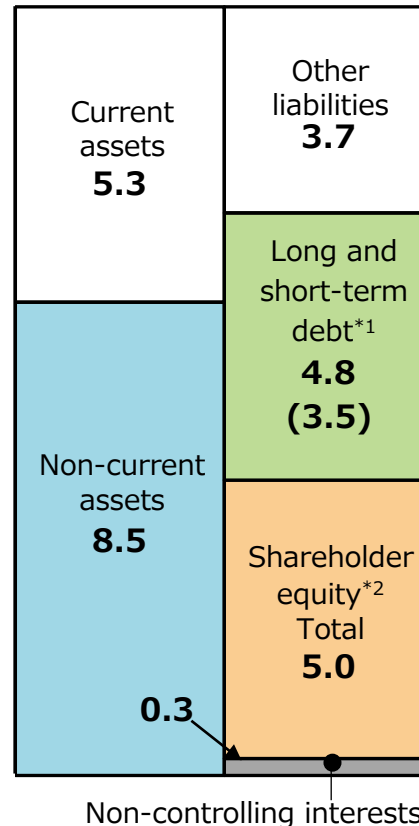 Current
assets
5.3
Non-current
assets
8.5
Other
liabilities
3.7
Long and
short-term
debt*1
4.8
(3.5)
Shareholder
equity*2
Total
5.0
0.3
Non-controlling interests